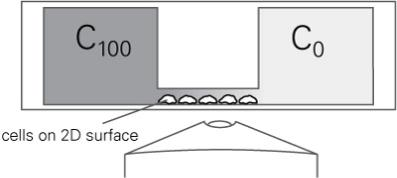 C₁₀₀ C₀
cells on 2D surface